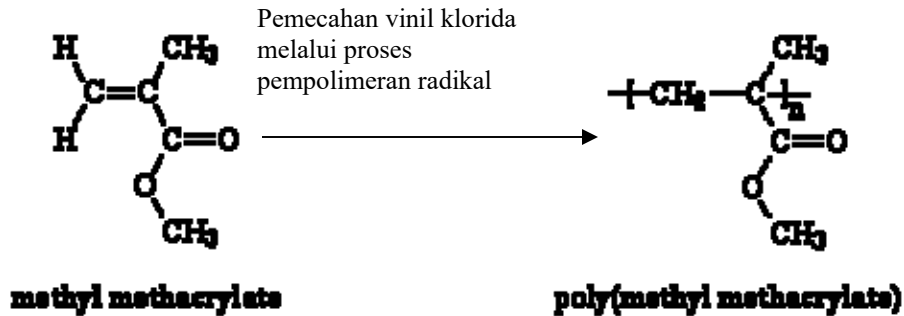 Pemecahan vinil klorida
melalui proses
pempolimeran radikal
H
CH3
C=C
H
C=O
O
CH3
CH2
C
CH3
n
C=O
O
CH3
methyl methacrylate
poly(methyl methacrylate)